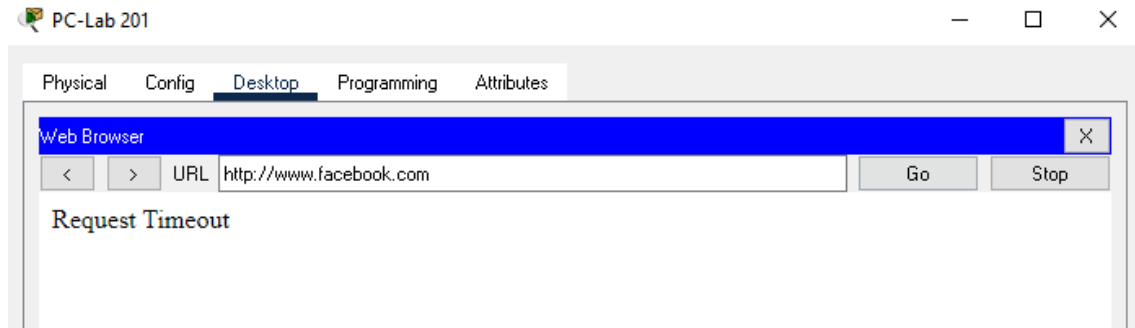 PC-Lab 201
Physical Config Desktop Programming Attributes
Web Browser X
< > URL http://www.facebook.com Go Stop
Request Timeout